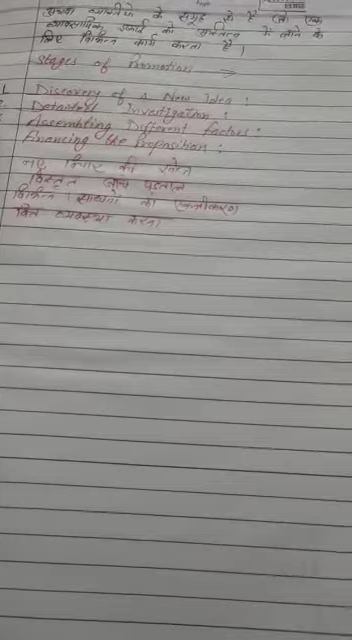 अथवा व्यक्तियों के समूह से है जो एक
व्यावसायिक इकाई को अस्तित्व में लाने के
लिए विभिन्न कार्य करता है।
Stages of Promotion →
Discovery of A New Idea:
Detailed Investigation:
Assembling Different factors:
Financing the Proposition:
नए विचार की खोज
विस्तृत जांच पड़ताल
विभिन्न साधनों का एकत्रीकरण
वित्त व्यवस्था करना